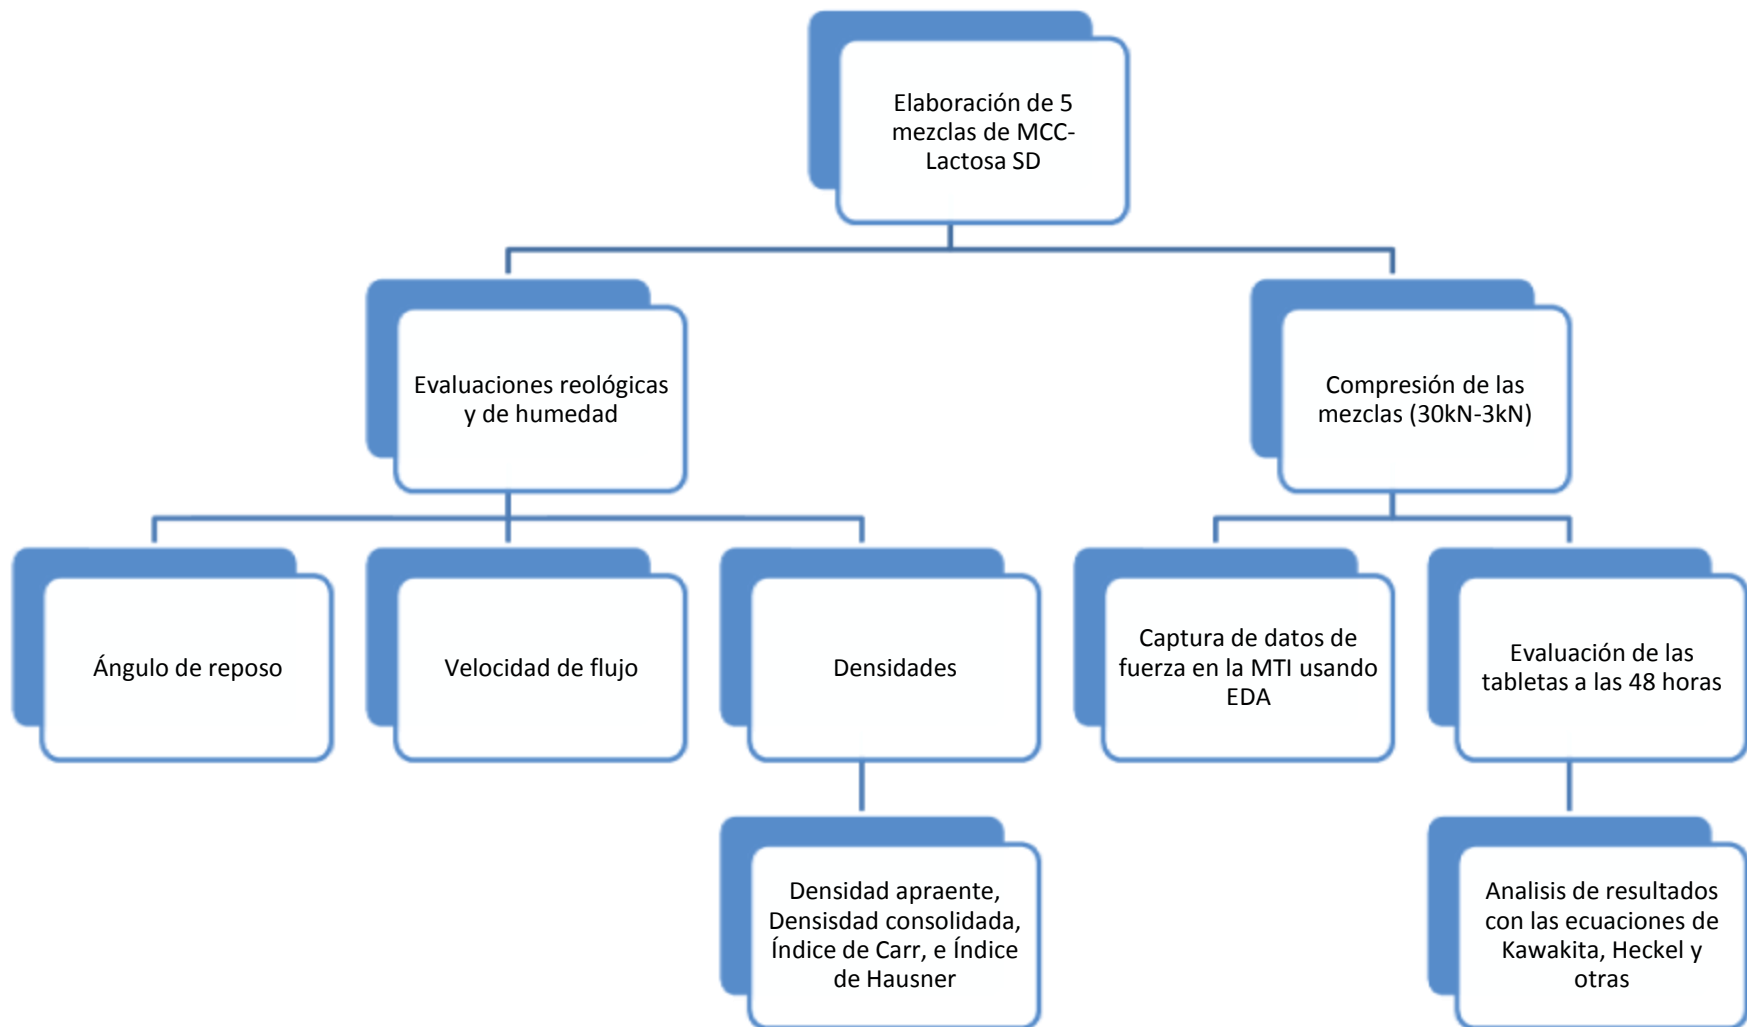 Elaboración de 5
mezclas de MCC-
Lactosa SD
Evaluaciones reológicas
y de humedad
Compresión de las
mezclas (30kN-3kN)
Ángulo de reposo
Velocidad de flujo
Densidades
Captura de datos de
fuerza en la MTI usando
EDA
Evaluación de las
tabletas a las 48 horas
Densidad apraente,
Densisdad consolidada,
Índice de Carr, e Índice
de Hausner
Analisis de resultados
con las ecuaciones de
Kawakita, Heckel y
otras